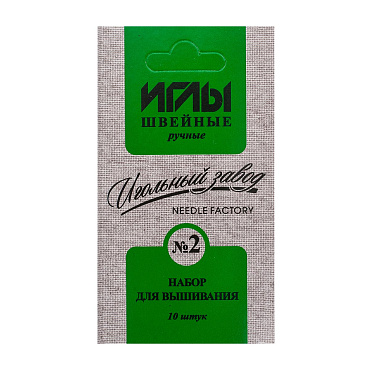 ИГЛЫ
ШВЕЙНЫЕ
ручные
Игольный завод
NEEDLE FACTORY
№2
НАБОР
ДЛЯ ВЫШИВАНИЯ
10 штук